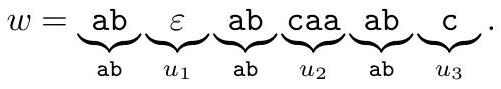 w = ab ε ab caa ab c .
ab u₁ ab u₂ ab u₃